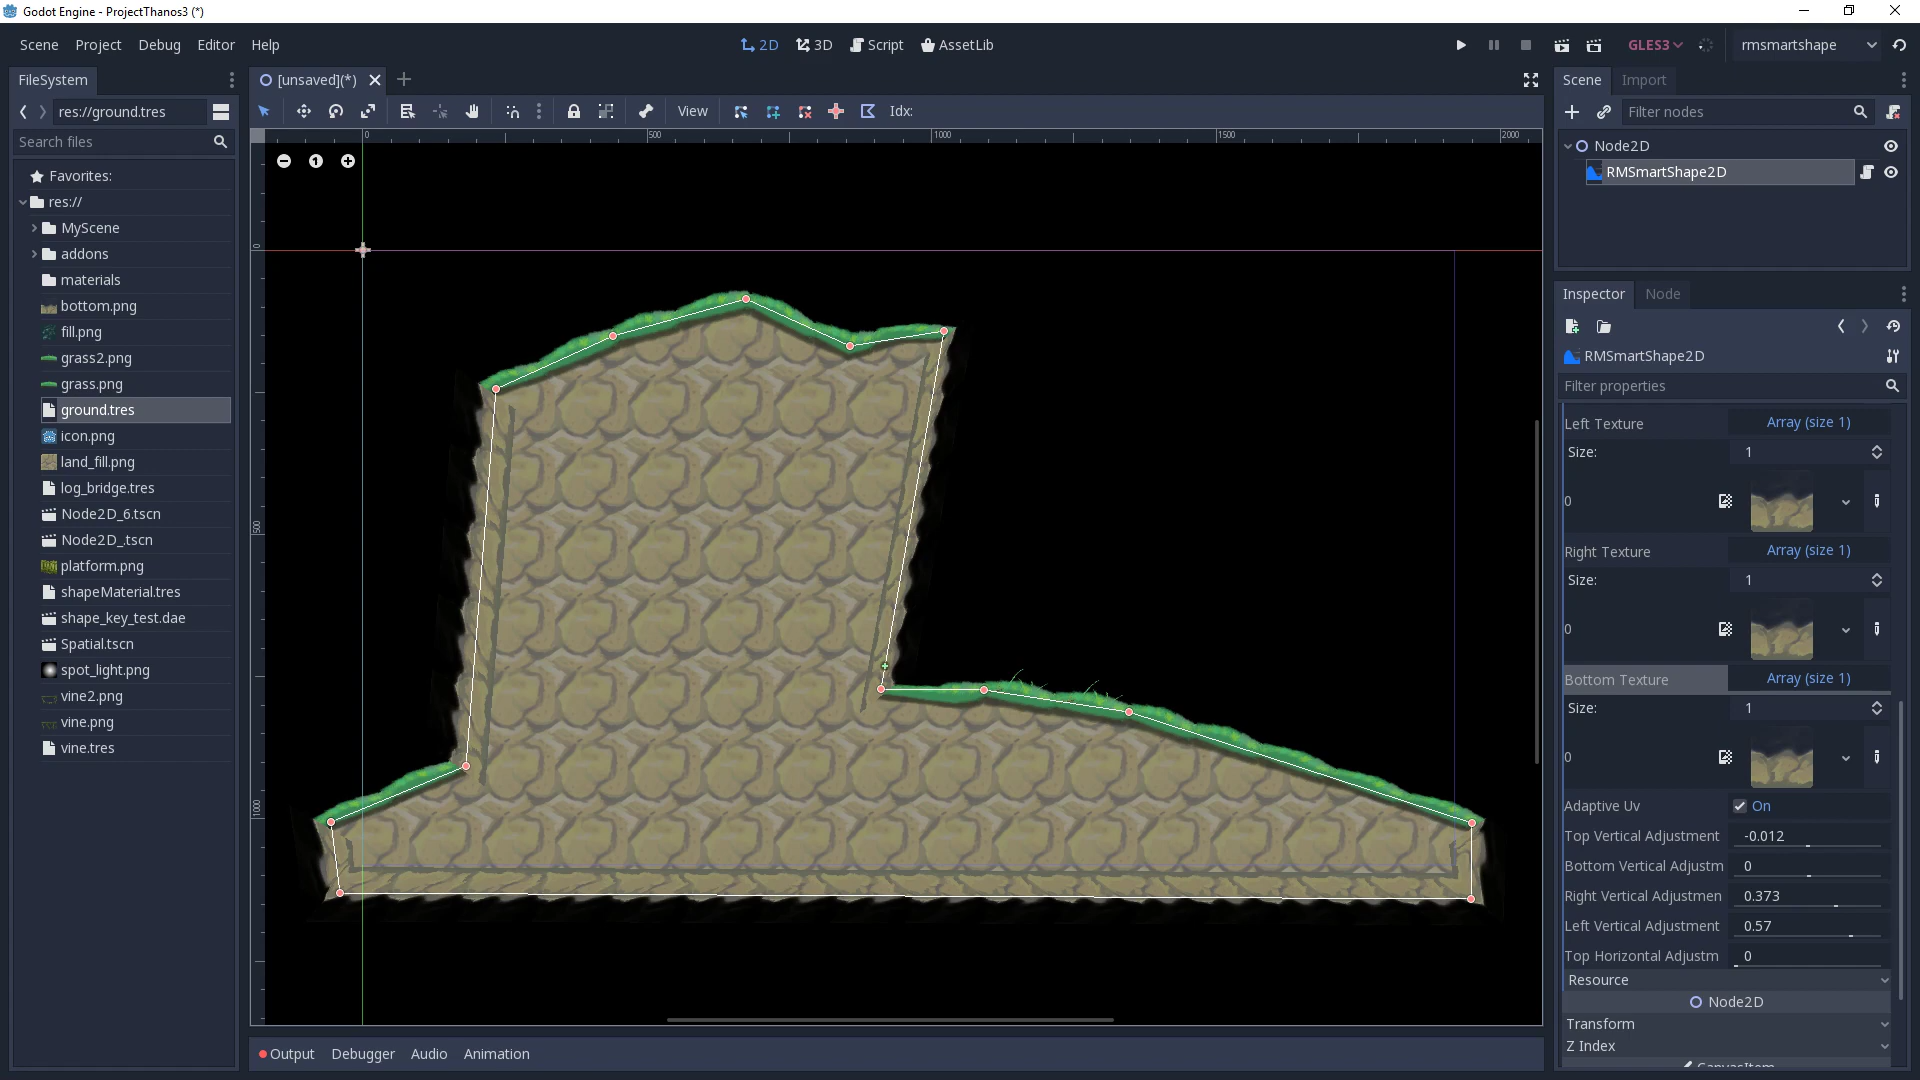 Godot Engine - ProjectThanos3 (*)
Scene Project Debug Editor Help
2D 3D Script AssetLib
GLES3 rmsmartshape
FileSystem
[unsaved](*)
Scene Import
res://ground.tres
View
Idx:
Filter nodes
Search files
0 500 1000 1500 2000
Node2D
RMSmartShape2D
1
Favorites:
res://
MyScene
addons
materials
bottom.png
fill.png
grass2.png
grass.png
ground.tres
icon.png
land_fill.png
log_bridge.tres
Node2D_6.tscn
Node2D_.tscn
platform.png
shapeMaterial.tres
shape_key_test.dae
Spatial.tscn
spot_light.png
vine2.png
vine.png
vine.tres
0
500
1000
Inspector Node
RMSmartShape2D
Filter properties
Left Texture Array (size 1)
Size: 1
0
Right Texture Array (size 1)
Size: 1
0
Bottom Texture Array (size 1)
Size: 1
0
Adaptive Uv On
Top Vertical Adjustment -0.012
Bottom Vertical Adjustm 0
Right Vertical Adjustmen 0.373
Left Vertical Adjustment 0.57
Top Horizontal Adjustm 0
Resource
Node2D
Transform
Z Index
CanvasItem
Output Debugger Audio Animation